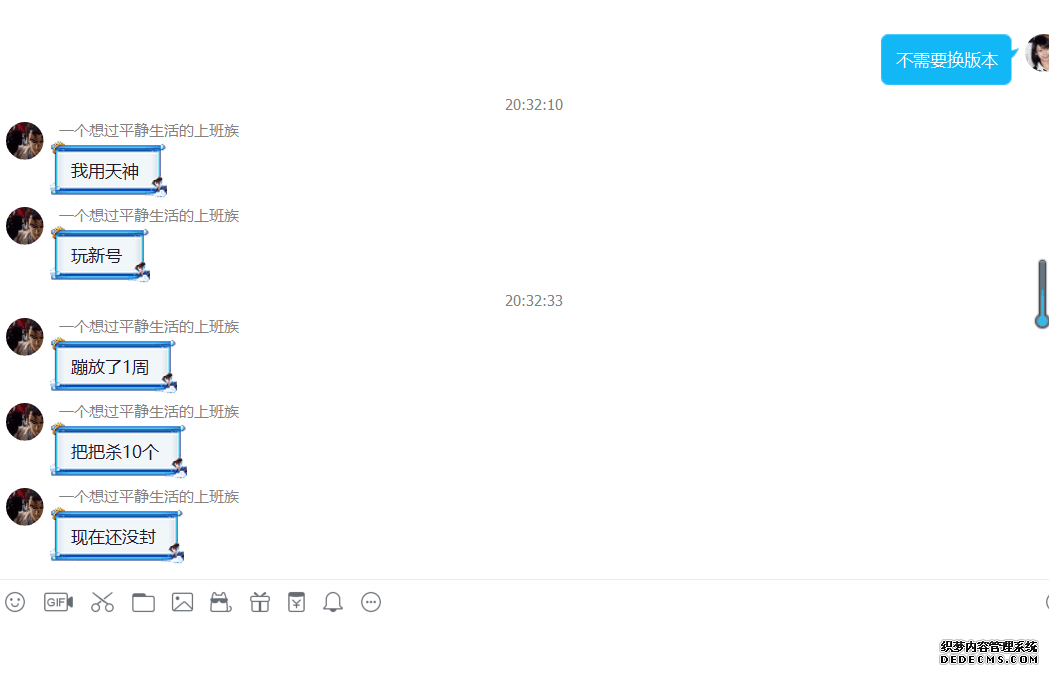 不需要换版本
20:32:10
一个想过平静生活的上班族
我用天神
一个想过平静生活的上班族
玩新号
20:32:33
一个想过平静生活的上班族
蹦放了1周
一个想过平静生活的上班族
把把杀10个
一个想过平静生活的上班族
现在还没封
GIF
织梦内容管理系统
DEDECMS.COM